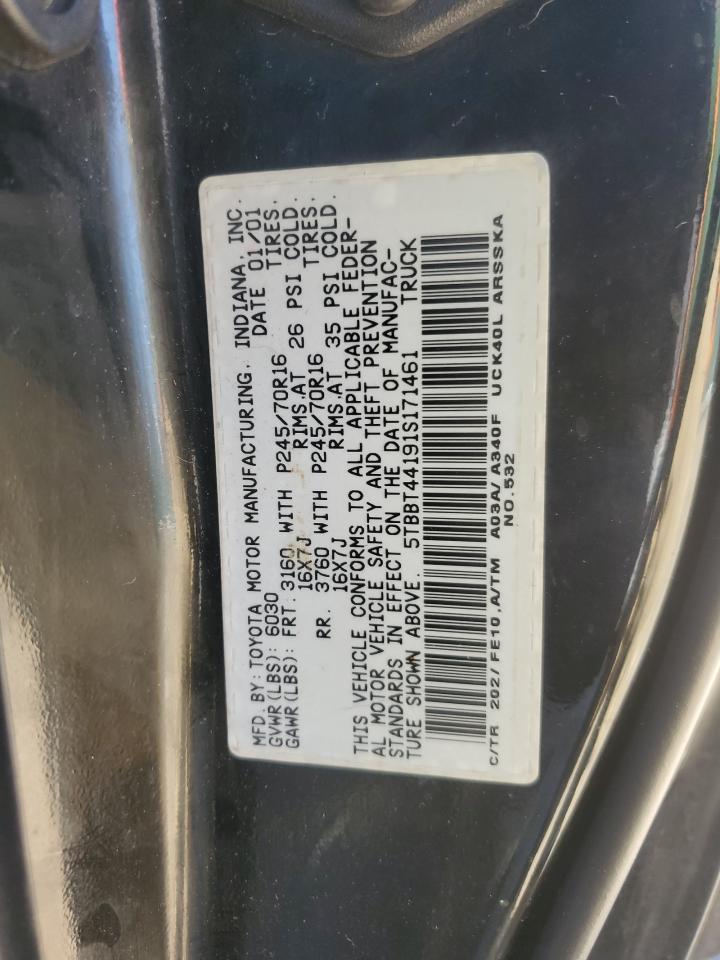 MFD. BY: TOYOTA MOTOR MANUFACTURING, INDIANA, INC.
GVWR(LBS): 6030 DATE 01/01
GAWR(LBS): FRT. 3160 WITH P245/70R16 TIRES.
16X7J RIMS.AT 26 PSI COLD.
RR. 3760 WITH P245/70R16 TIRES.
16X7J RIMS.AT 35 PSI COLD.
THIS VEHICLE CONFORMS TO ALL APPLICABLE FEDER-
AL MOTOR VEHICLE SAFETY AND THEFT PREVENTION
STANDARDS IN EFFECT ON THE DATE OF MANUFAC-
TURE SHOWN ABOVE. 5TBBT44191S171461 TRUCK
C/TR 202/ FE10, A/TM A03A/ A340F UCK40L ARSSKA
NO.532